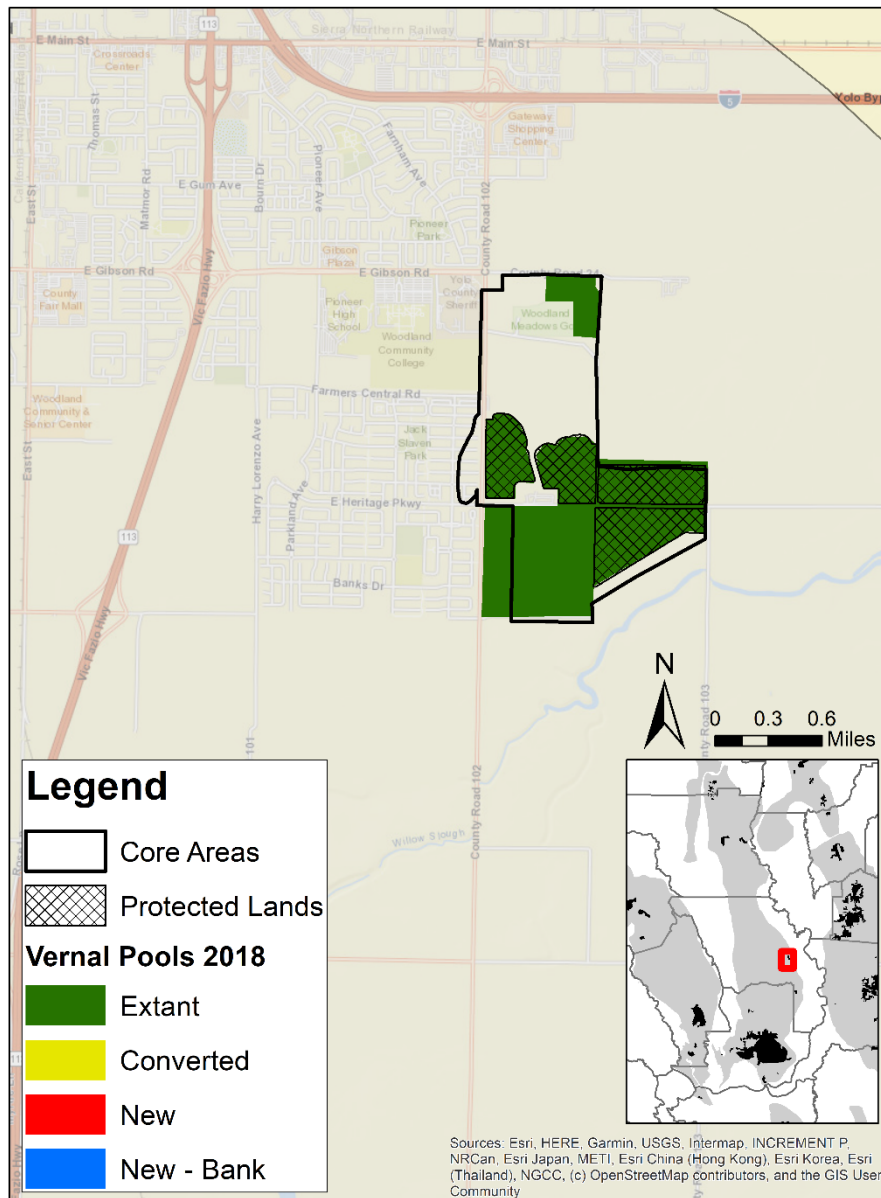 113
Sierra Northern Railway
E Main St
E Main St
Crossroads
Center
5
Yolo Byp
California Northern Railroad
Thomas St
Gateway
Shopping
Center
Matmor Rd
Bourn Dr
Pioneer Ave
Farnham Ave
E Gum Ave
East St
County Road 102
Pioneer
Park
Gibson
Plaza
E Gibson Rd
E Gibson Rd
County Road 24
Yolo
County
Sheriff
County
Fair Mall
Vic Fazio Hwy
Pioneer
High
School
Woodland
Community
College
Woodland
Meadows Go
Farmers Central Rd
Woodland
Community &
Senior Center
Jack
Slaven
Park
East St
Harry Lorenzo Ave
Parkland Ave
E Heritage Pkwy
113
Banks Dr
Vic Fazio Hwy
N
0 0.3 0.6
Miles
101
County Road 102
County Road 103
Willow Slough
Legend
Core Areas
Protected Lands
Vernal Pools 2018
Extant
Converted
New
New - Bank
113
Sources: Esri, HERE, Garmin, USGS, Intermap, INCREMENT P,
NRCan, Esri Japan, METI, Esri China (Hong Kong), Esri Korea, Esri
(Thailand), NGCC, (c) OpenStreetMap contributors, and the GIS User
Community